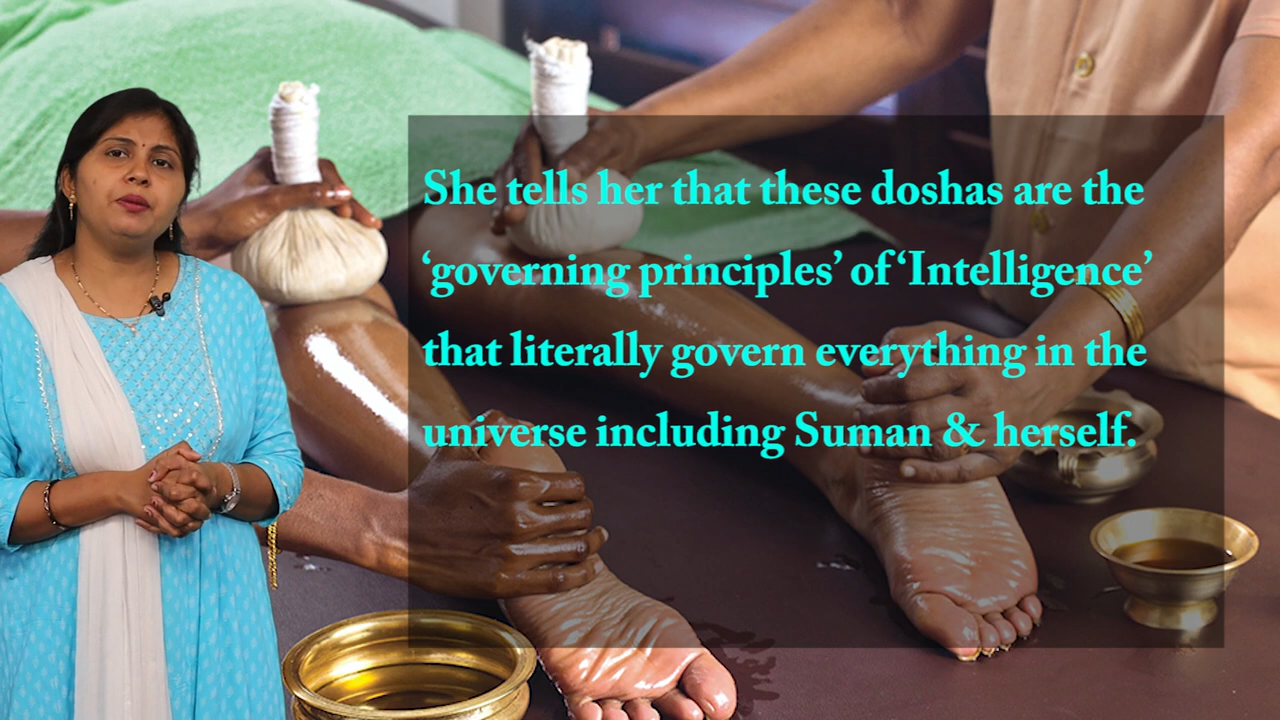 She tells her that these doshas are the
‘governing principles’ of ‘Intelligence’
that literally govern everything in the
universe including Suman & herself.